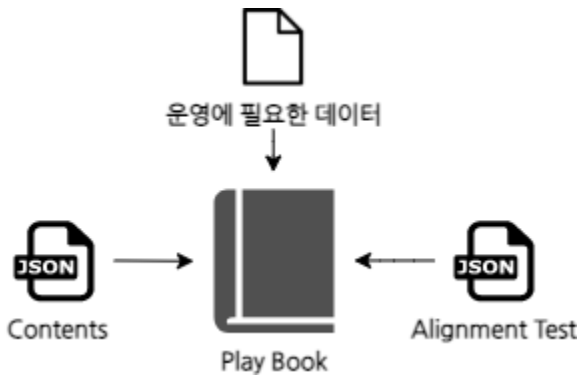 운영에 필요한 데이터
JSON
JSON
Contents
Alignment Test
Play Book